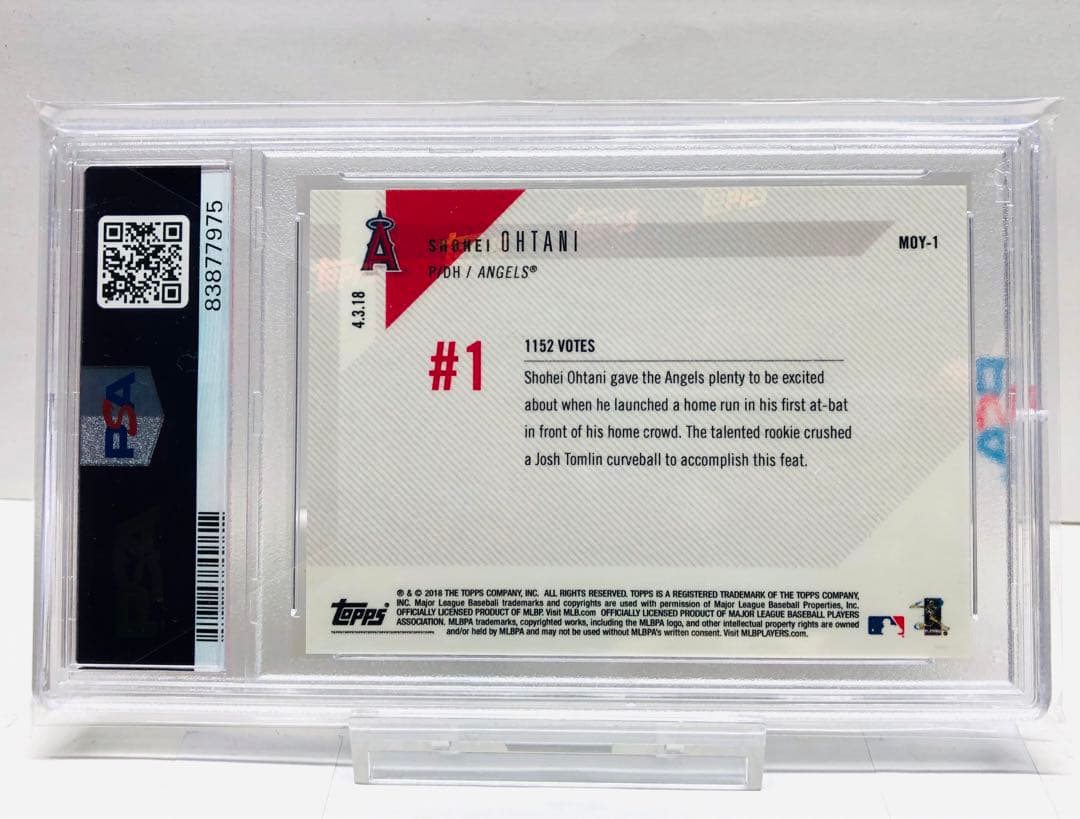 83877975
PSA
SHOHEI OHTANI
P/DH / ANGELS®
MOY-1
4.3.18
#1
1152 VOTES
Shohei Ohtani gave the Angels plenty to be excited
about when he launched a home run in his first at-bat
in front of his home crowd. The talented rookie crushed
a Josh Tomlin curveball to accomplish this feat.
Topps
® & © 2018 THE TOPPS COMPANY, INC. ALL RIGHTS RESERVED. TOPPS IS A REGISTERED TRADEMARK OF THE TOPPS COMPANY,
INC. Major League Baseball trademarks and copyrights are used with permission of Major League Baseball Properties, Inc.
OFFICIALLY LICENSED PRODUCT OF MLBP. Visit MLB.com OFFICIALLY LICENSED PRODUCT OF MAJOR LEAGUE BASEBALL PLAYERS
ASSOCIATION. MLBPA trademarks, copyrighted works, including the MLBPA logo, and other intellectual property rights are owned
and/or held by MLBPA and may not be used without MLBPA's written consent. Visit MLBPLAYERS.com.